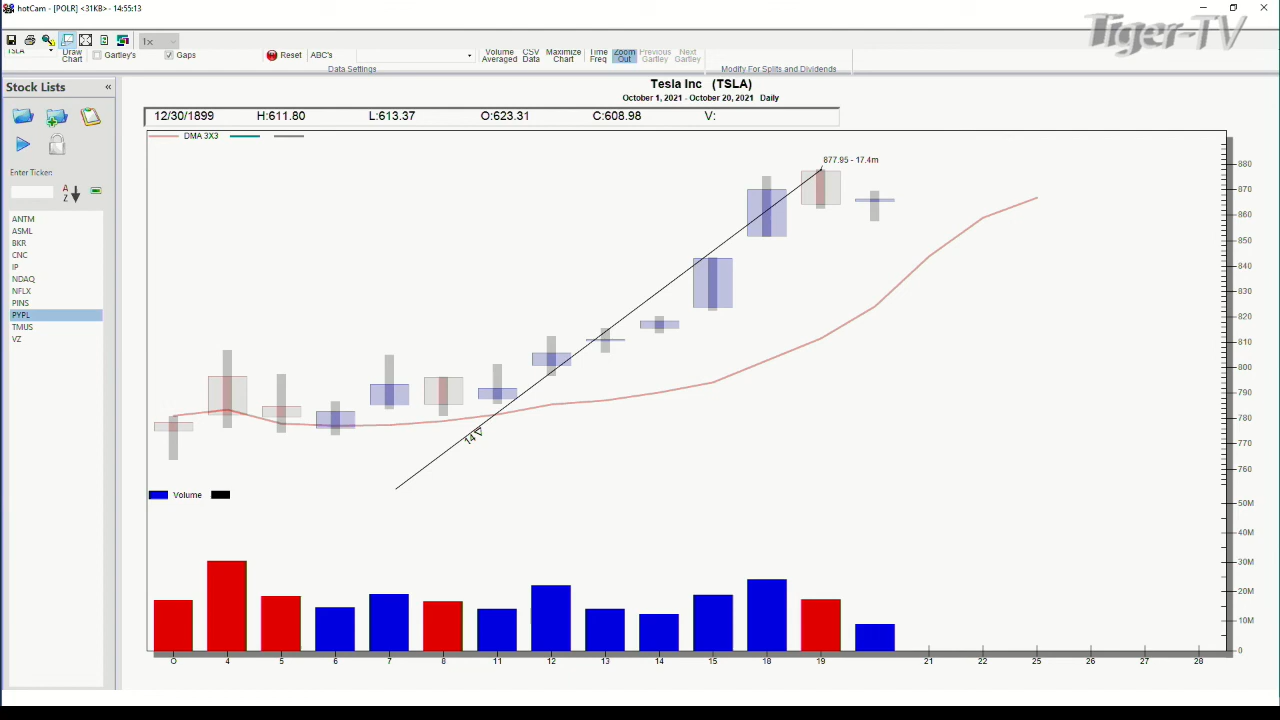 hotCam - [POLR] <31KB> - 14:55:13
Tiger-TV
1x
TSLA
Draw Chart
Gartley's
Gaps
Reset
ABC's
Volume Averaged
CSV Data
Maximize Chart
Time Freq
Zoom Out
Previous Gartley
Next Gartley
Data Settings
Modify For Splits and Dividends
Stock Lists
Enter Ticker:
A
Z
ANTM
ASML
BKR
CNC
IP
NDAQ
NFLX
PINS
PYPL
TMUS
VZ
Tesla Inc (TSLA)
October 1, 2021 - October 20, 2021 Daily
12/30/1899 H:611.80 L:613.37 O:623.31 C:608.98 V:
DMA 3X3
877.95 - 17.4m
880
870
860
850
840
830
820
810
800
790
780
770
760
Volume
50M
40M
30M
20M
10M
0
O 4 5 6 7 8 11 12 13 14 15 18 19 21 22 25 26 27 28